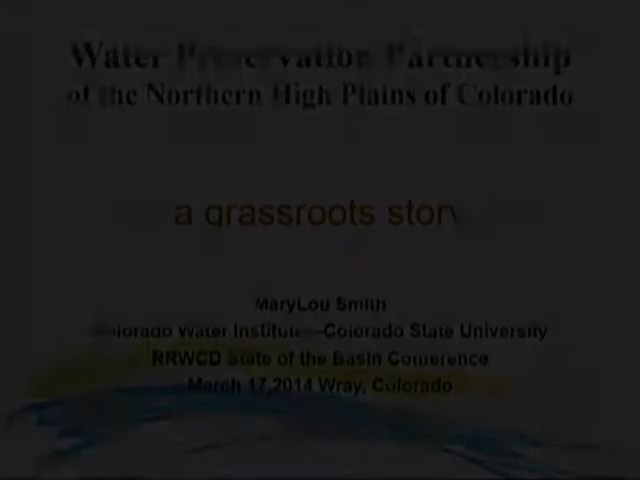 Water Preservation Partnership
of the Northern High Plains of Colorado
a grassroots story
MaryLou Smith
Colorado Water Institute—Colorado State University
RRWCD State of the Basin Conference
March 17,2014 Wray, Colorado